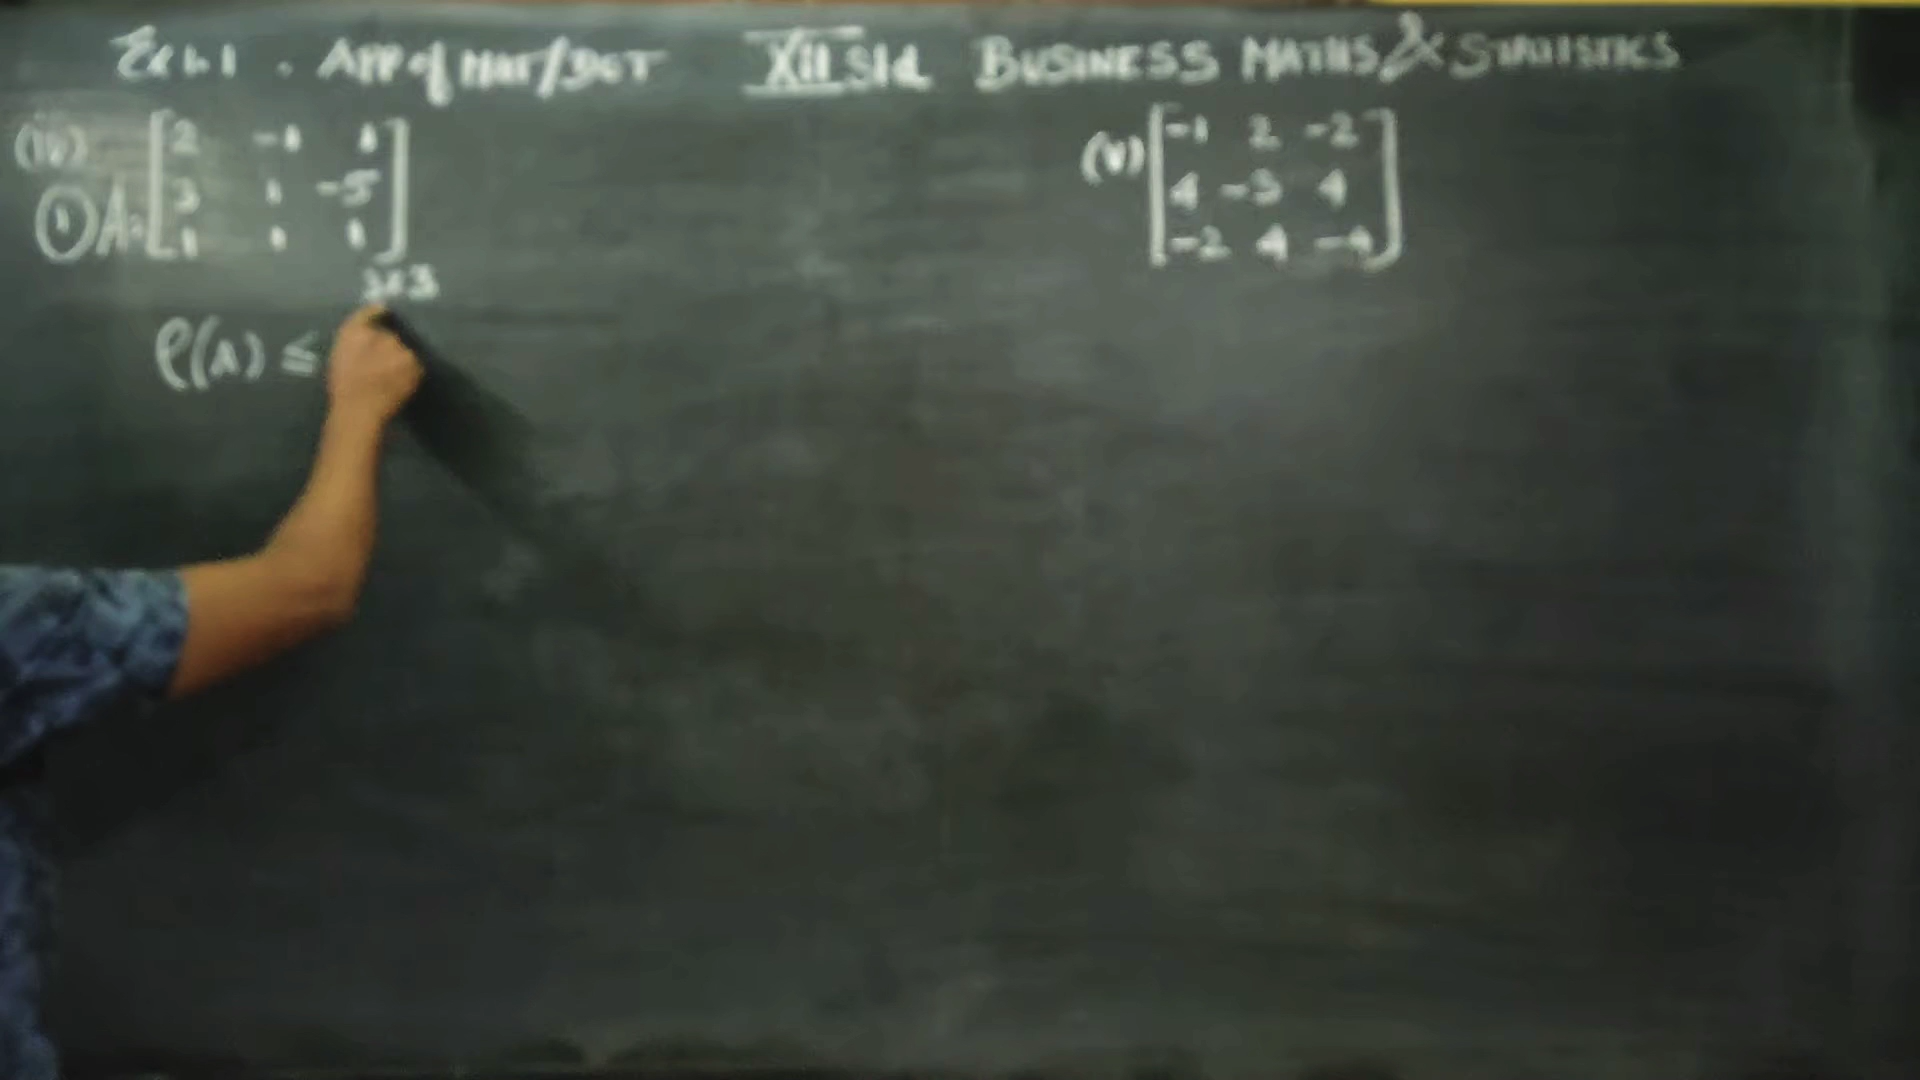 Ex 1.1 . APP of MAT/DET XII Std BUSINESS MATHS & STATISTICS
(iv) 2 -1 1
① A = 3 1 -5
1 1 1
3×3
ρ(A) ≤
(v) -1 2 -2
4 -3 4
-2 4 -4